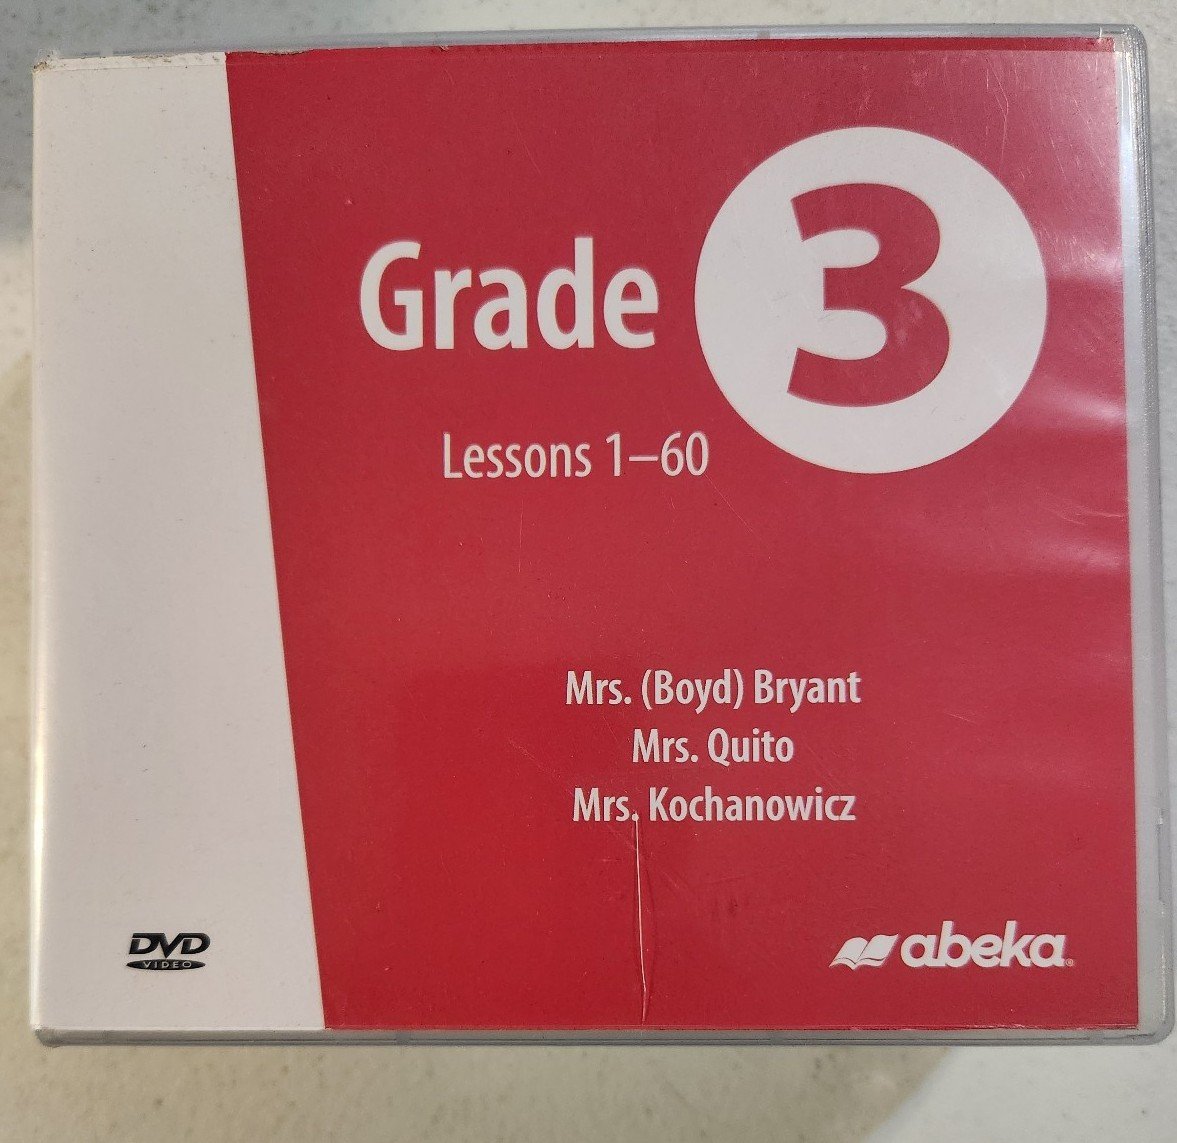 Grade 3
Lessons 1–60
Mrs. (Boyd) Bryant
Mrs. Quito
Mrs. Kochanowicz
DVD
VIDEO
abeka®